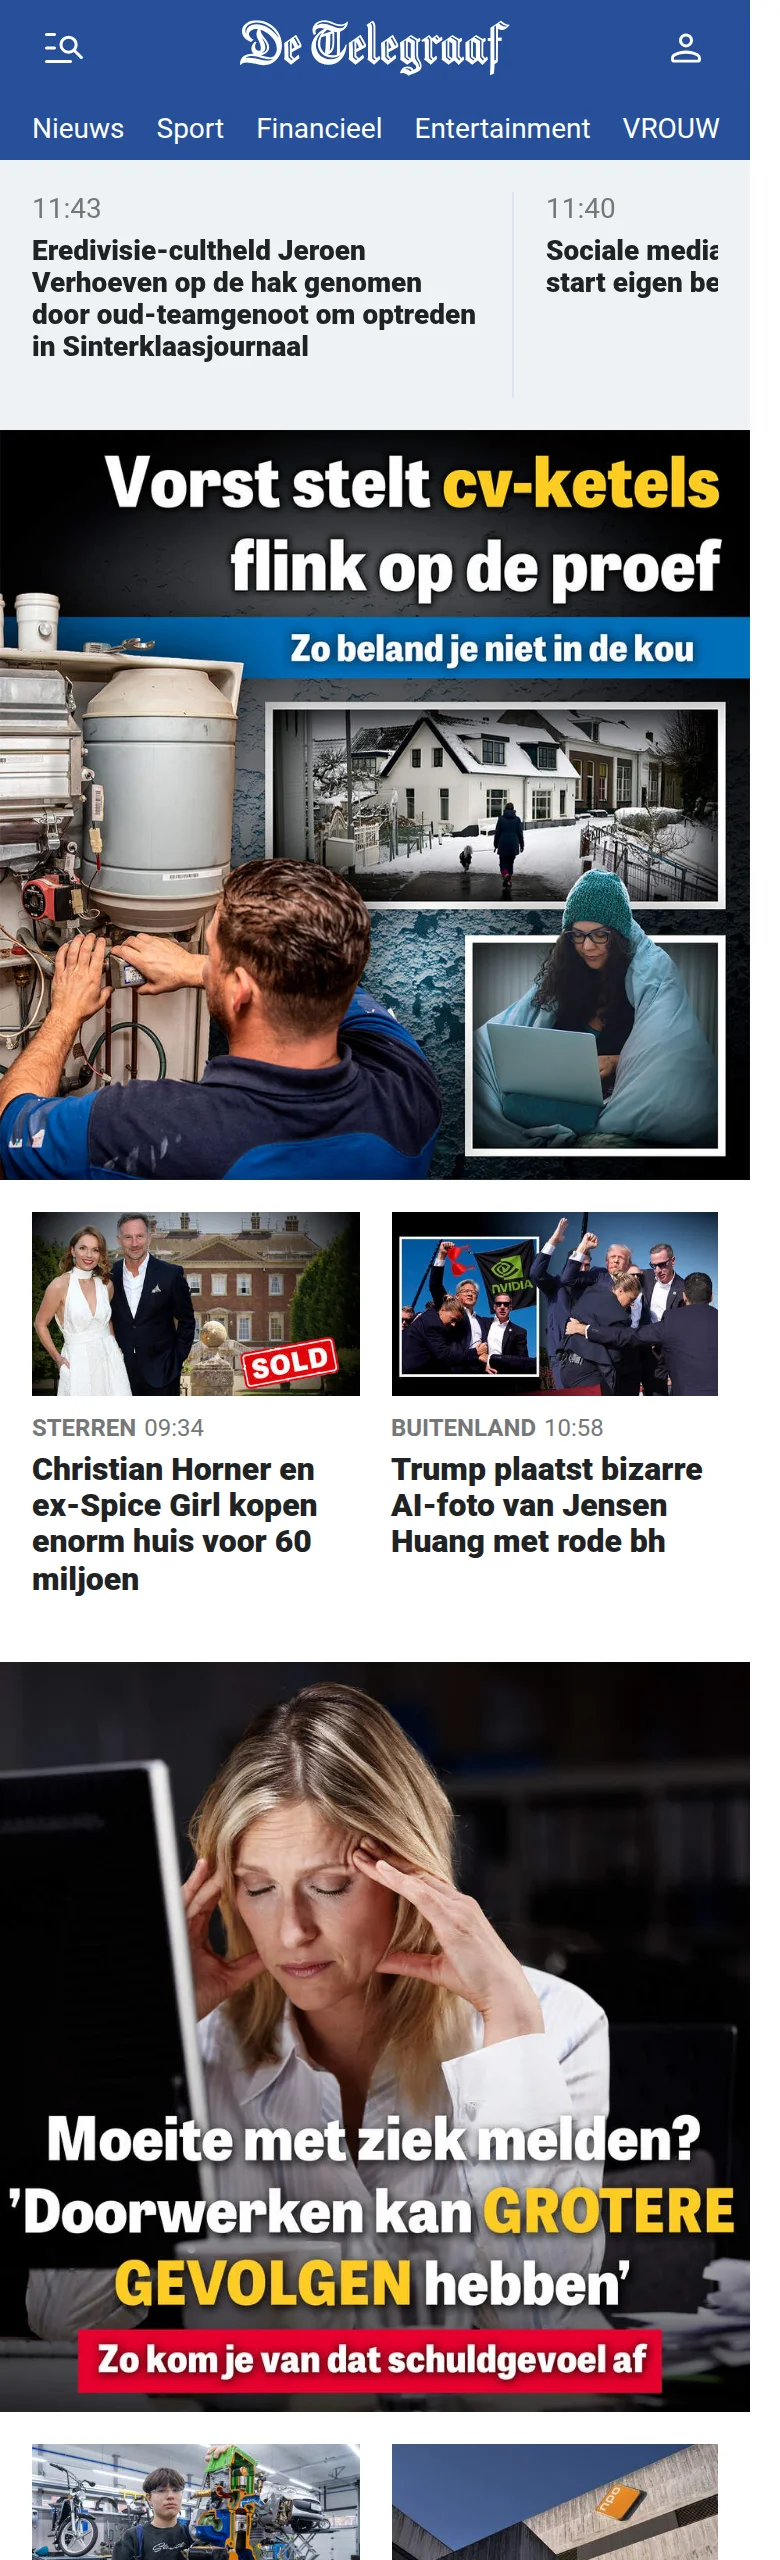 De Telegraaf
Nieuws Sport Financieel Entertainment VROUW
11:43
Eredivisie-cultheld Jeroen
Verhoeven op de hak genomen
door oud-teamgenoot om optreden
in Sinterklaasjournaal
11:40
Sociale media
start eigen be
Vorst stelt cv-ketels
flink op de proef
Zo beland je niet in de kou
SOLD
STERREN 09:34
Christian Horner en
ex-Spice Girl kopen
enorm huis voor 60
miljoen
NVIDIA
BUITENLAND 10:58
Trump plaatst bizarre
AI-foto van Jensen
Huang met rode bh
Moeite met ziek melden?
’Doorwerken kan GROTERE
GEVOLGEN hebben’
Zo kom je van dat schuldgevoel af
npo